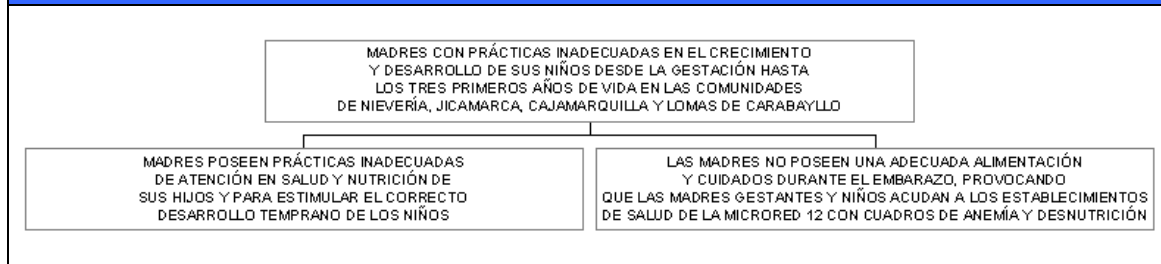 MADRES CON PRÁCTICAS INADECUADAS EN EL CRECIMIENTO
Y DESARROLLO DE SUS NIÑOS DESDE LA GESTACIÓN HASTA
LOS TRES PRIMEROS AÑOS DE VIDA EN LAS COMUNIDADES
DE NIEVERÍA, JICAMARCA, CAJAMARQUILLA Y LOMAS DE CARABAYLLO
MADRES POSEEN PRÁCTICAS INADECUADAS
DE ATENCIÓN EN SALUD Y NUTRICIÓN DE
SUS HIJOS Y PARA ESTIMULAR EL CORRECTO
DESARROLLO TEMPRANO DE LOS NIÑOS
LAS MADRES NO POSEEN UNA ADECUADA ALIMENTACIÓN
Y CUIDADOS DURANTE EL EMBARAZO, PROVOCANDO
QUE LAS MADRES GESTANTES Y NIÑOS ACUDAN A LOS ESTABLECIMIENTOS
DE SALUD DE LA MICRORED 12 CON CUADROS DE ANEMÍA Y DESNUTRICIÓN